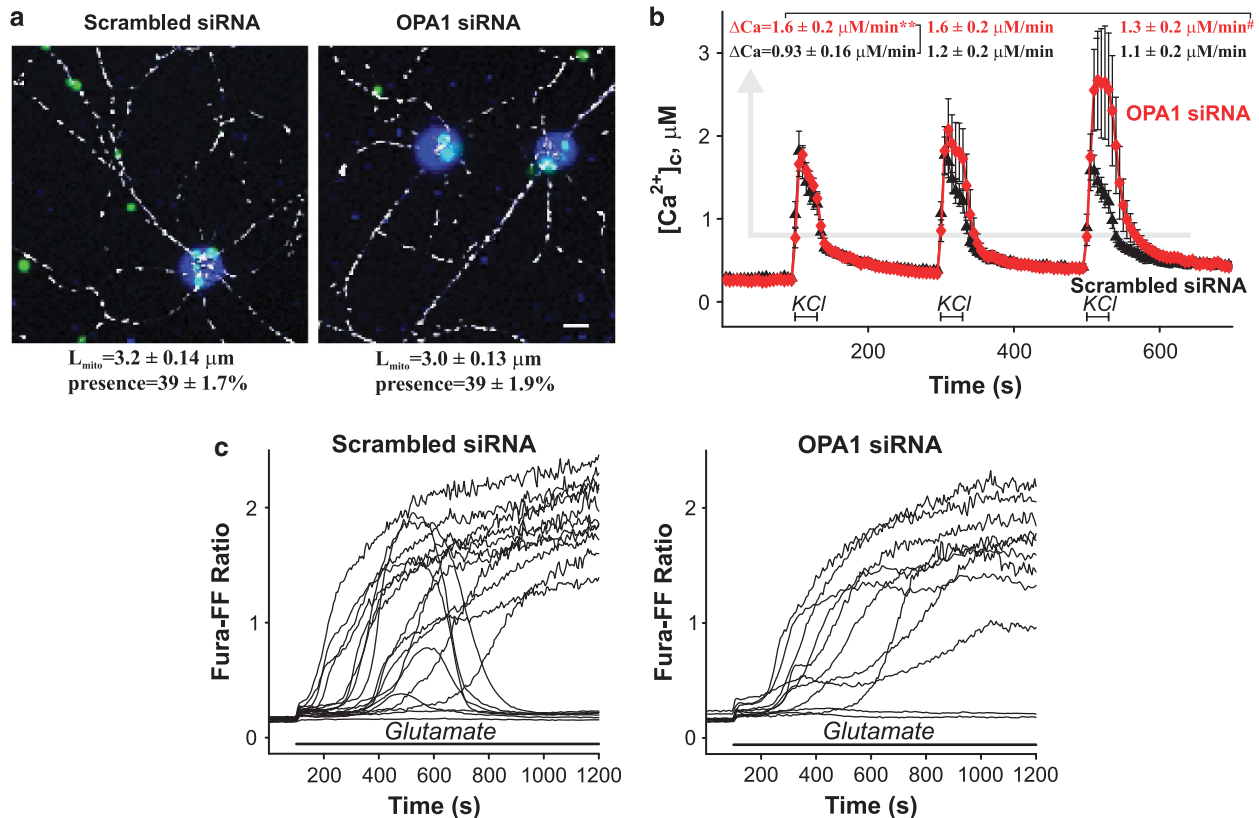 a
Scrambled siRNA
OPA1 siRNA
L_mito=3.2 ± 0.14 μm
presence=39 ± 1.7%
L_mito=3.0 ± 0.13 μm
presence=39 ± 1.9%
b
ΔCa=1.6 ± 0.2 μM/min** 1.6 ± 0.2 μM/min 1.3 ± 0.2 μM/min#
ΔCa=0.93 ± 0.16 μM/min 1.2 ± 0.2 μM/min 1.1 ± 0.2 μM/min
[Ca2+]c, μM
3
2
1
0
OPA1 siRNA
Scrambled siRNA
KCl KCl KCl
200 400 600
Time (s)
c
Scrambled siRNA
Fura-FF Ratio
2
1
0
Glutamate
200 400 600 800 1000 1200
Time (s)
OPA1 siRNA
Fura-FF Ratio
2
1
0
Glutamate
200 400 600 800 1000 1200
Time (s)